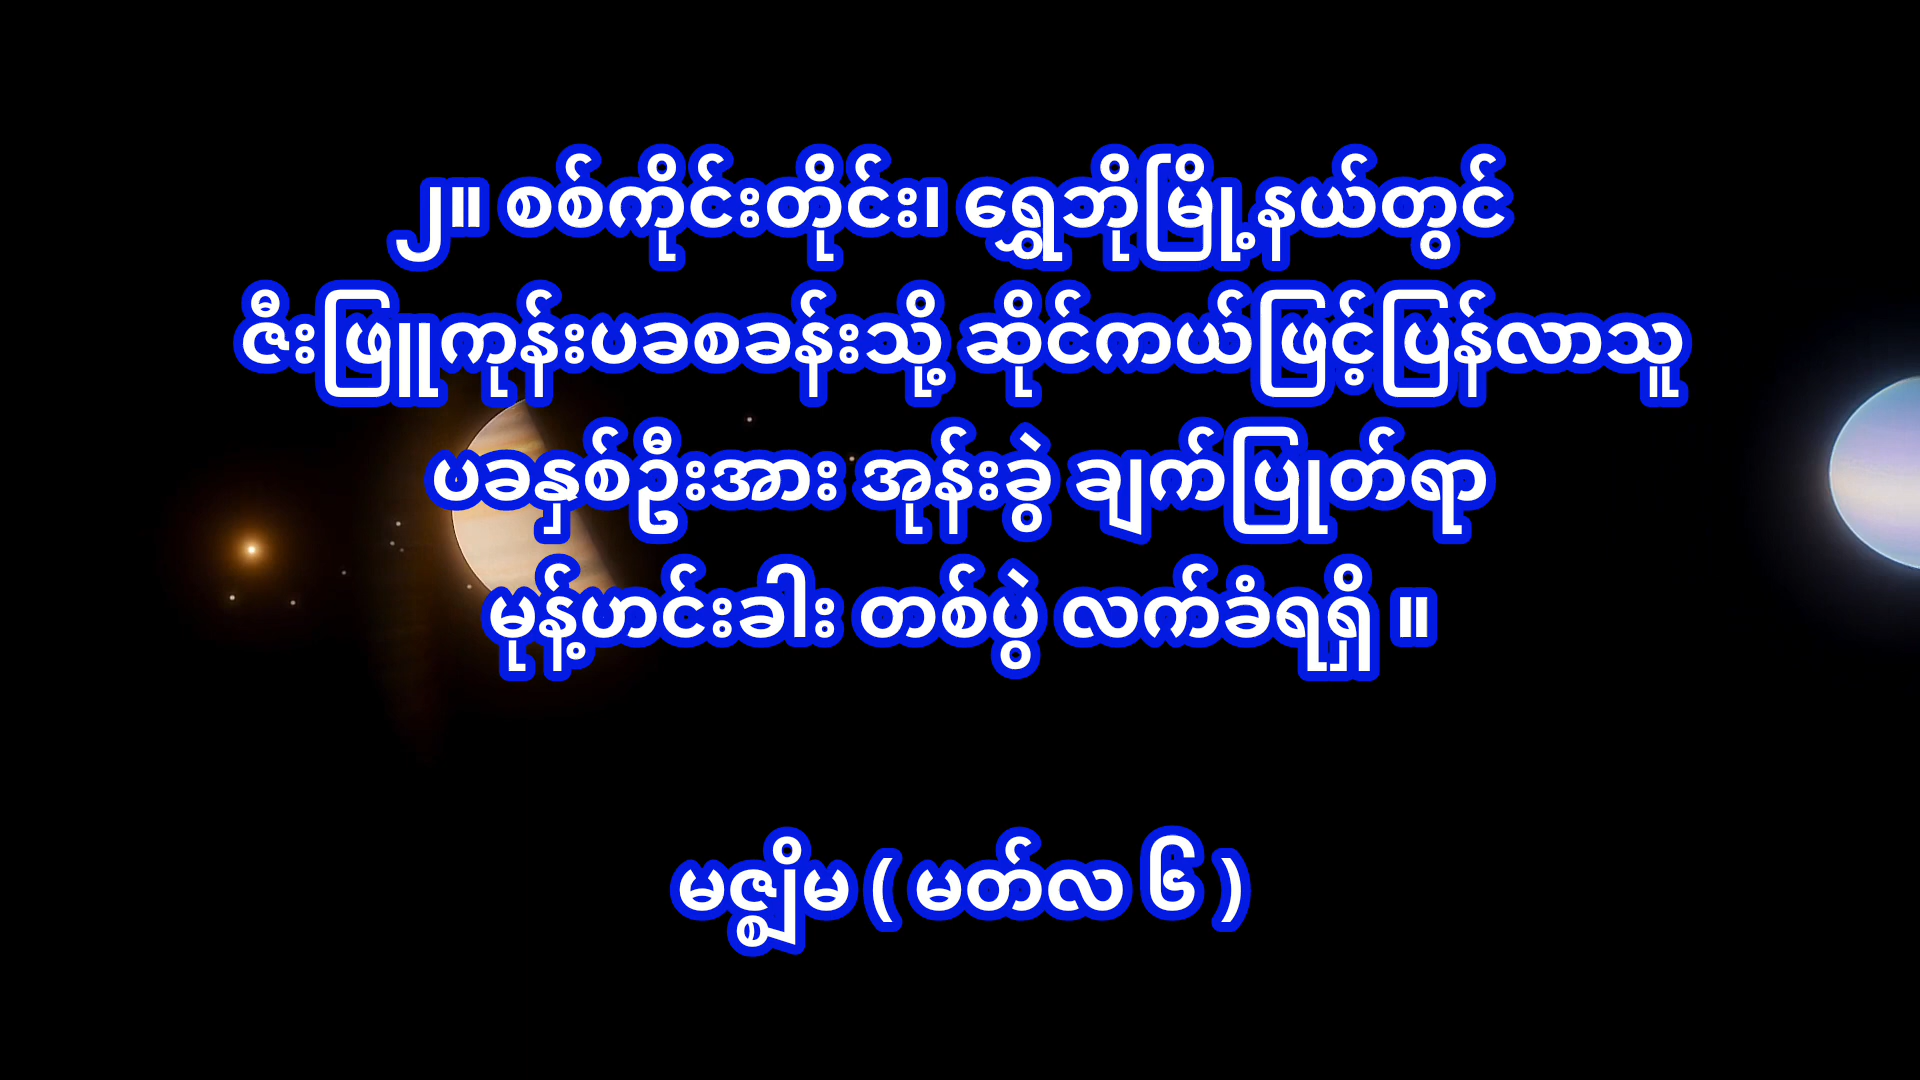 ၂။ စစ်ကိုင်းတိုင်း၊ ရွှေဘိုမြို့နယ်တွင်
ဇီးဖြူကုန်းပခစခန်းသို့ ဆိုင်ကယ်ဖြင့်ပြန်လာသူ
ပခနှစ်ဦးအား အုန်းခွဲ ချက်ပြုတ်ရာ
မုန့်ဟင်းခါး တစ်ပွဲ လက်ခံရရှိ ။
မဇ္ဈိမ ( မတ်လ ၆ )